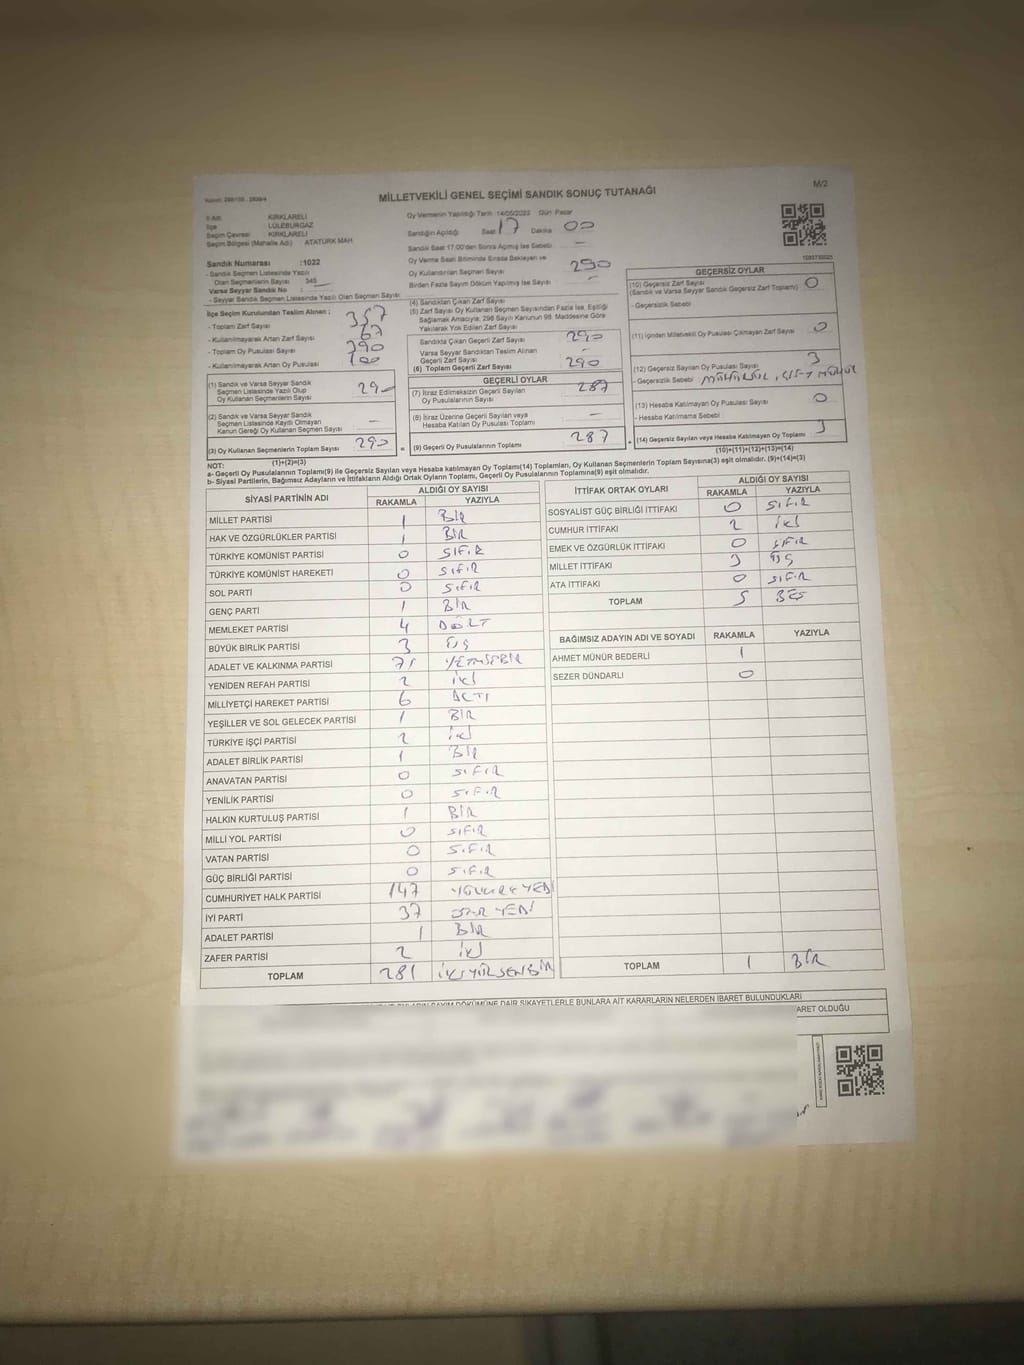 MİLLETVEKİLİ GENEL SEÇİMİ SANDIK SONUÇ TUTANAĞI
M/2
İl Adı : KIRKLARELİ
İlçe : LÜLEBURGAZ
Seçim Çevresi : KIRKLARELİ
Seçim Bölgesi (Mahalle Adı) : ATATÜRK MAH
Sandık Numarası :1022
- Sandık Seçmen Listesinde Yazılı
Olan Seçmenlerin Sayısı : 345
Varsa Seyyar Sandık No :
- Seyyar Sandık Seçmen Listesinde Yazılı Olan Seçmen Sayısı
İlçe Seçim Kurulundan Teslim Alınan ;
- Toplam Zarf Sayısı 357
- Kullanılmayarak Artan Zarf Sayısı 67
- Toplam Oy Pusulası Sayısı 390
- Kullanılmayarak Artan Oy Pusulası 100
(1) Sandık ve Varsa Seyyar Sandık
Seçmen Listesinde Yazılı Olup
Oy Kullanan Seçmenlerin Sayısı 290
(2) Sandık ve Varsa Seyyar Sandık
Seçmen Listesinde Kayıtlı Olmayan
Kanun Gereği Oy Kullanan Seçmen Sayısı —
(3) Oy Kullanan Seçmenlerin Toplam Sayısı 290
(1)+(2)=(3)
Oy Vermenin Yapıldığı Tarih :14/05/2023 Gün: Pazar
Sandığın Açıldığı Saat 17 Dakika 00
Sandık Saat 17.00'den Sonra Açılmış İse Sebebi : —
Oy Verme Saati Bitiminde Sırada Bekleyen ve
Oy Kullandırılan Seçmen Sayısı 290
Birden Fazla Sayım Döküm Yapılmış İse Sayısı —
(4) Sandıktan Çıkan Zarf Sayısı
(5) Zarf Sayısı Oy Kullanan Seçmen Sayısından Fazla İse, Eşitliği
Sağlamak Amacıyla, 298 Sayılı Kanunun 98. Maddesine Göre
Yakılarak Yok Edilen Zarf Sayısı
Sandıkta Çıkan Geçerli Zarf Sayısı 290
Varsa Seyyar Sandıktan Teslim Alınan
Geçerli Zarf Sayısı —
(6) Toplam Geçerli Zarf Sayısı 290
GEÇERLİ OYLAR
(7) İtiraz Edilmeksizin Geçerli Sayılan
Oy Pusulasının Sayısı 287
(8) İtiraz Üzerine Geçerli Sayılan veya
Hesaba Katılan Oy Pusulası Toplamı —
(9) Geçerli Oy Pusulalarının Toplamı 287
GEÇERSİZ OYLAR
(10) Geçersiz Zarf Sayısı 0
(Sandık ve Varsa Seyyar Sandık Geçersiz Zarf Toplamı)
- Geçersizlik Sebebi
(11) İçinden Milletvekili Oy Pusulası Çıkmayan Zarf Sayısı 0
(12) Geçersiz Sayılan Oy Pusulası Sayısı 3
- Geçersizlik Sebebi
(13) Hesaba Katılmayan Oy Pusulası Sayısı 0
- Hesaba Katılmama Sebebi :
(14) Geçersiz Sayılan veya Hesaba Katılmayan Oy Toplamı 3
(10)+(11)+(12)+(13)=(14)
NOT:
a- Geçerli Oy Pusulalarının Toplamı(9) ile Geçersiz Sayılan veya Hesaba katılmayan Oy Toplamı(14) Toplamları, Oy Kullanan Seçmenlerin Toplam Sayısına(3) eşit olmalıdır. (9)+(14)=(3)
b- Siyasi Partilerin, Bağımsız Adayların ve İttifakların Aldığı Ortak Oyların Toplamı, Geçerli Oy Pusulalarının Toplamına(9) eşit olmalıdır.
SİYASİ PARTİNİN ADI ALDIĞI OY SAYISI
RAKAMLA YAZIYLA
MİLLET PARTİSİ 1 BİR
HAK VE ÖZGÜRLÜKLER PARTİSİ 1 BİR
TÜRKİYE KOMÜNİST PARTİSİ 0 SIFIR
TÜRKİYE KOMÜNİST HAREKETİ 0 SIFIR
SOL PARTİ 0 SIFIR
GENÇ PARTİ 1 BİR
MEMLEKET PARTİSİ 4 DÖRT
BÜYÜK BİRLİK PARTİSİ 3 ÜÇ
ADALET VE KALKINMA PARTİSİ 71 YETMİŞBİR
YENİDEN REFAH PARTİSİ 2 İKİ
MİLLİYETÇİ HAREKET PARTİSİ 6 ALTI
YEŞİLLER VE SOL GELECEK PARTİSİ 1 BİR
TÜRKİYE İŞÇİ PARTİSİ 2 İKİ
ADALET BİRLİK PARTİSİ 1 BİR
ANAVATAN PARTİSİ 0 SIFIR
YENİLİK PARTİSİ 0 SIFIR
HALKIN KURTULUŞ PARTİSİ 1 BİR
MİLLİ YOL PARTİSİ 0 SIFIR
VATAN PARTİSİ 0 SIFIR
GÜÇ BİRLİĞİ PARTİSİ 0 SIFIR
CUMHURİYET HALK PARTİSİ 147
İYİ PARTİ 37 YEDİ
ADALET PARTİSİ 1 BİR
ZAFER PARTİSİ 2 İKİ
TOPLAM 281 İKİYÜZSENBİR
İTTİFAK ORTAK OYLARI ALDIĞI OY SAYISI
RAKAMLA YAZIYLA
SOSYALİST GÜÇ BİRLİĞİ İTTİFAKI 0 SIFIR
CUMHUR İTTİFAKI 2 İKİ
EMEK VE ÖZGÜRLÜK İTTİFAKI 0 SIFIR
MİLLET İTTİFAKI 3 ÜÇ
ATA İTTİFAKI 0 SIFIR
TOPLAM 5 BEŞ
BAĞIMSIZ ADAYIN ADI VE SOYADI RAKAMLA YAZIYLA
AHMET MÜNÜR BEDERLİ 1
SEZER DÜNDARLI 0
TOPLAM 1 BİR
SAYIM DÖKÜMÜNE DAİR ŞİKAYETLERLE BUNLARA AİT KARARLARIN NELERDEN İBARET BULUNDUKLARI
ARET OLDUĞU